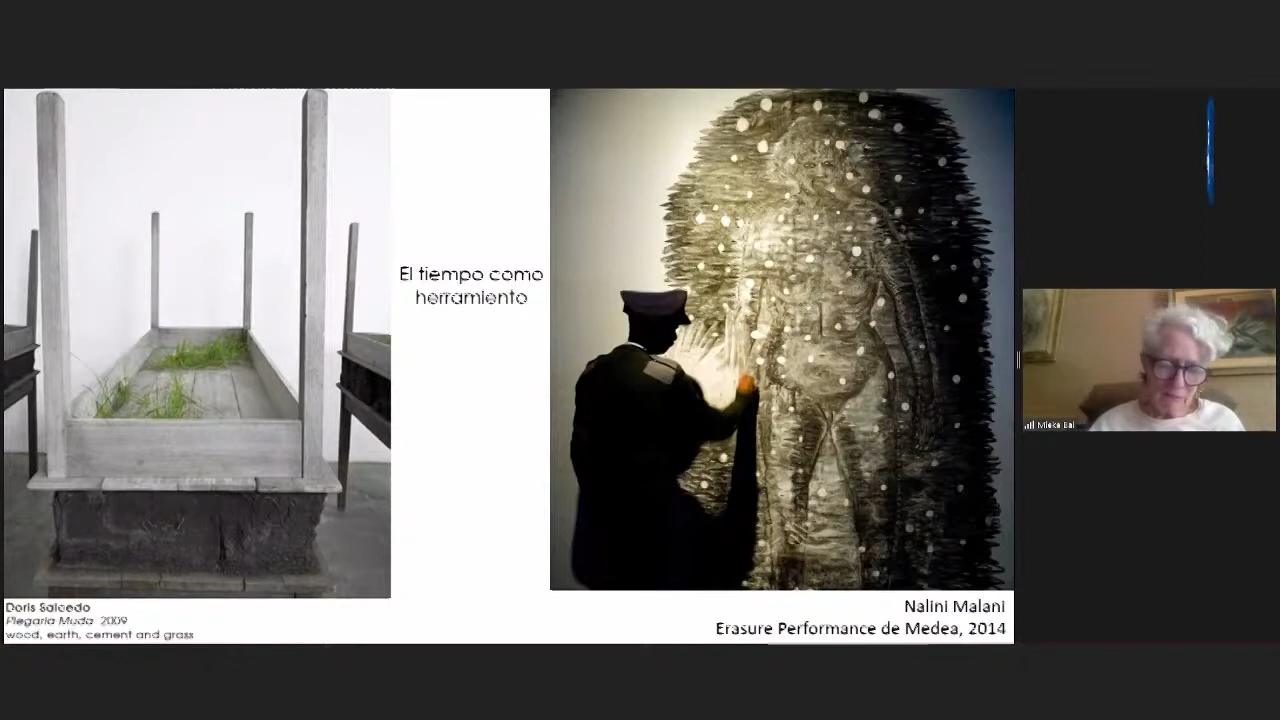 El tiempo como
herramiento
Doris Salcedo
Plegaria Muda 2009
wood, earth, cement and grass
Nalini Malani
Erasure Performance de Medea, 2014
Mieke Bal